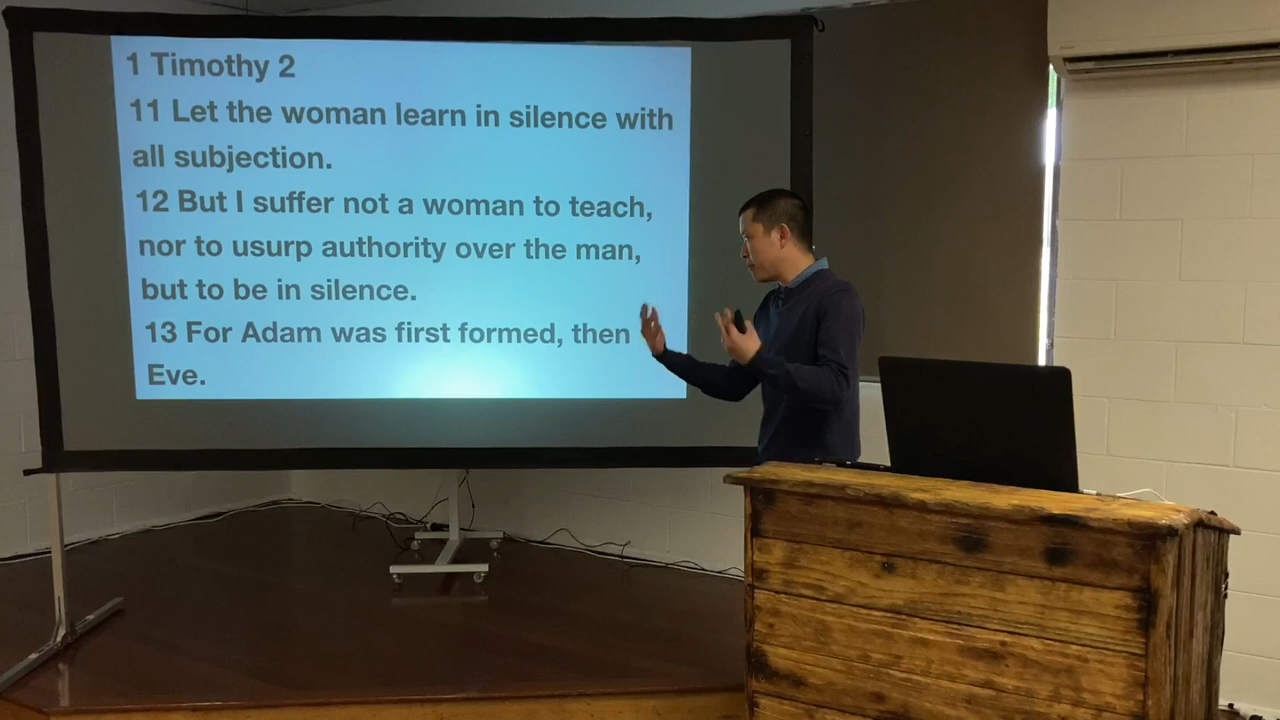 1 Timothy 2
11 Let the woman learn in silence with
all subjection.
12 But I suffer not a woman to teach,
nor to usurp authority over the man,
but to be in silence.
13 For Adam was first formed, then
Eve.